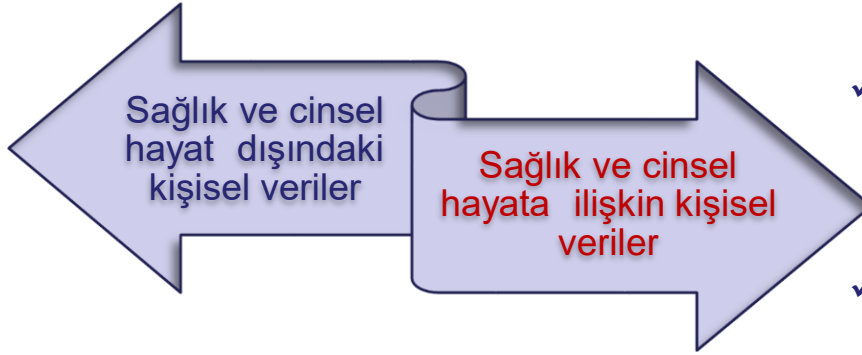 Sağlık ve cinsel
hayat dışındaki
kişisel veriler
Sağlık ve cinsel
hayata ilişkin kişisel
veriler